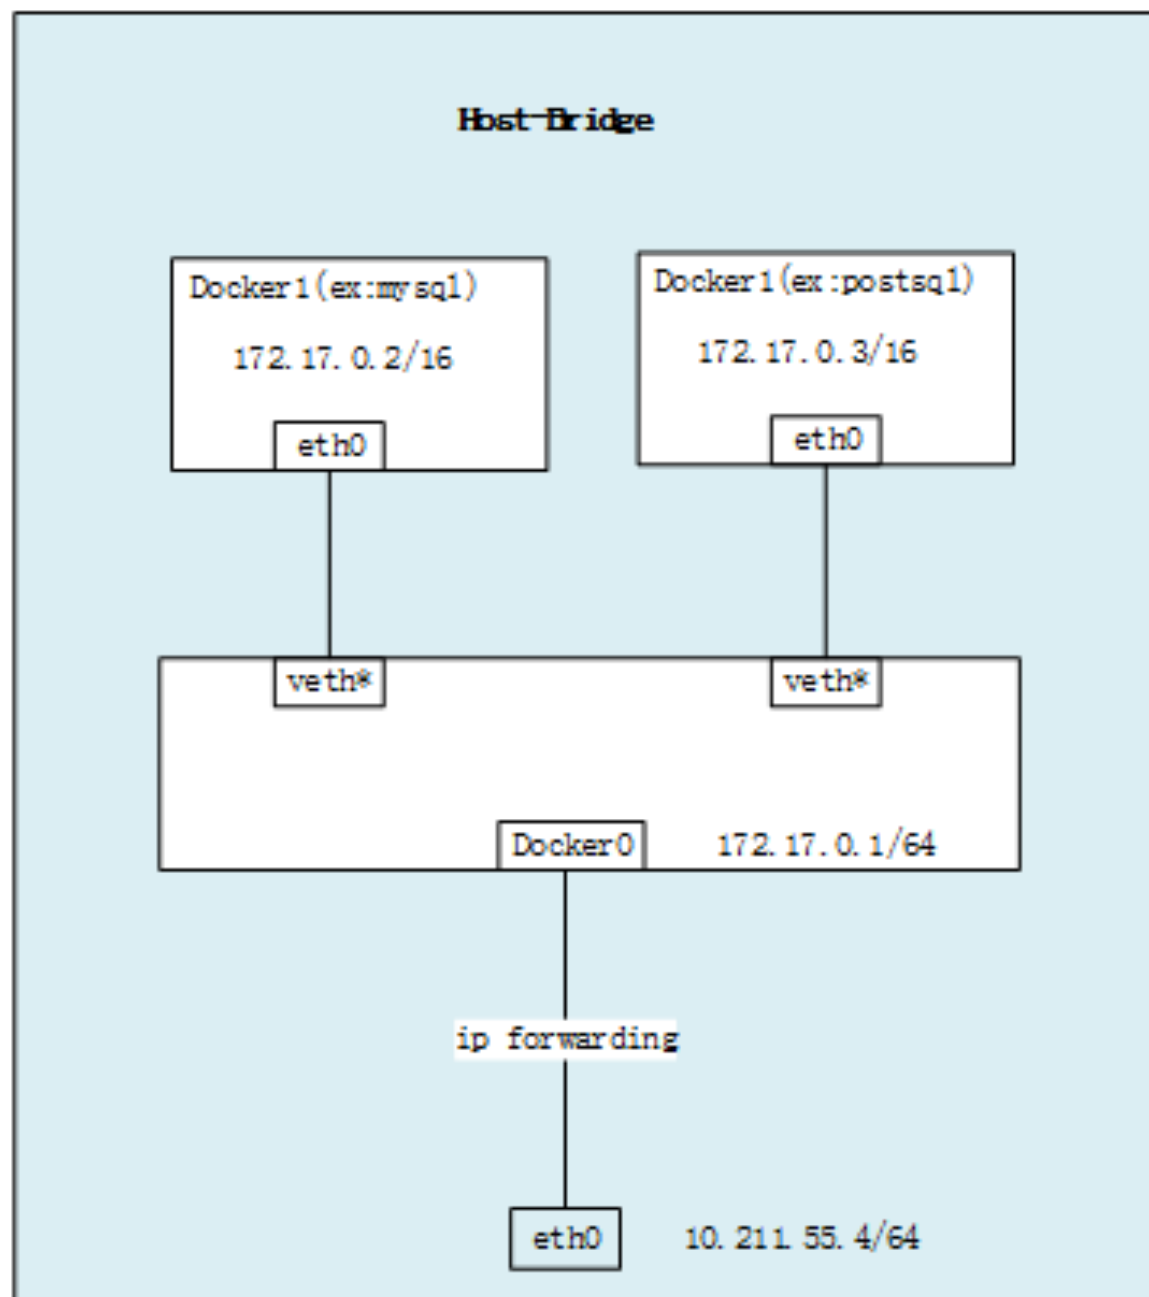 Host-Bridge
Docker1(ex:mysql)
172.17.0.2/16
eth0
Docker1(ex:postsql)
172.17.0.3/16
eth0
veth*
veth*
Docker0
172.17.0.1/64
ip forwarding
eth0
10.211.55.4/64